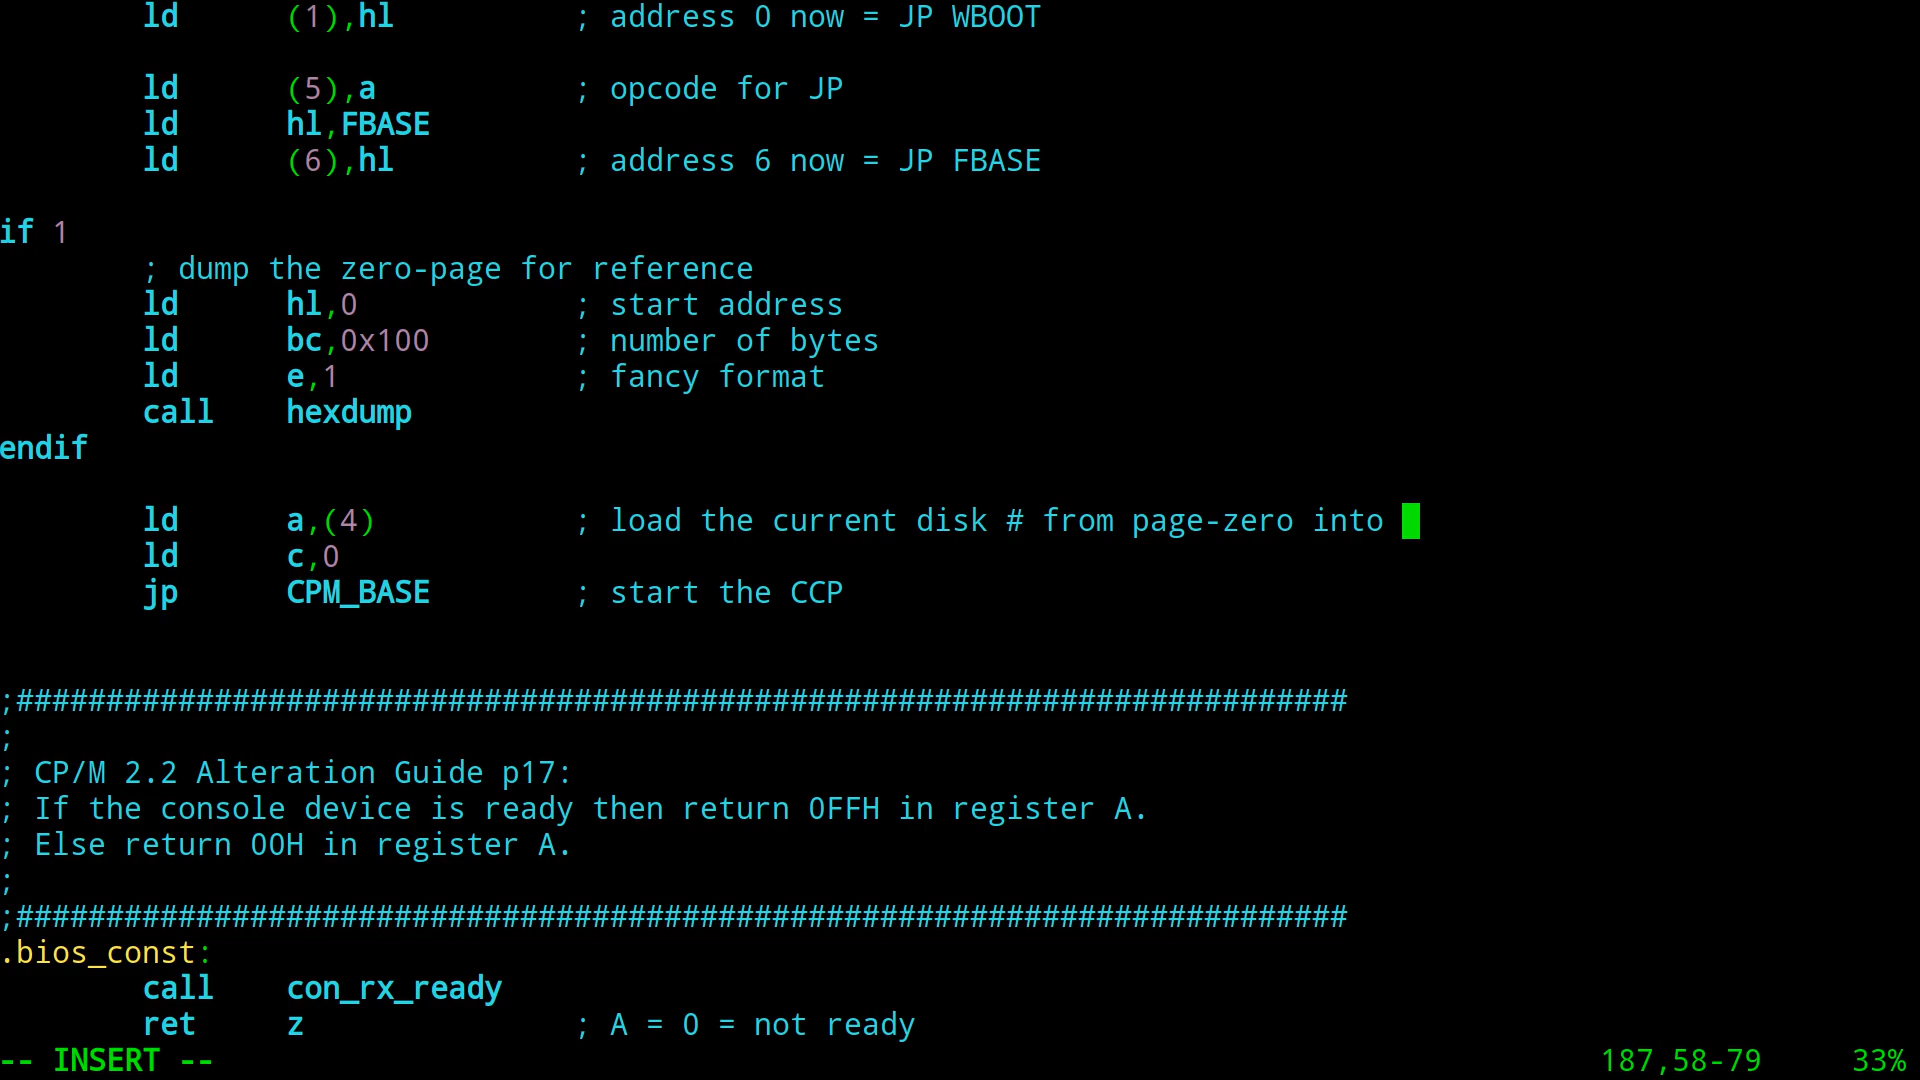 ld (1),hl ; address 0 now = JP WBOOT
ld (5),a ; opcode for JP
ld hl,FBASE
ld (6),hl ; address 6 now = JP FBASE
if 1
; dump the zero-page for reference
ld hl,0 ; start address
ld bc,0x100 ; number of bytes
ld e,1 ; fancy format
call hexdump
endif
ld a,(4) ; load the current disk # from page-zero into
ld c,0
jp CPM_BASE ; start the CCP
;##########################################################################
;
; CP/M 2.2 Alteration Guide p17:
; If the console device is ready then return 0FFH in register A.
; Else return 00H in register A.
;
;##########################################################################
.bios_const:
call con_rx_ready
ret z ; A = 0 = not ready
-- INSERT -- 187,58-79 33%